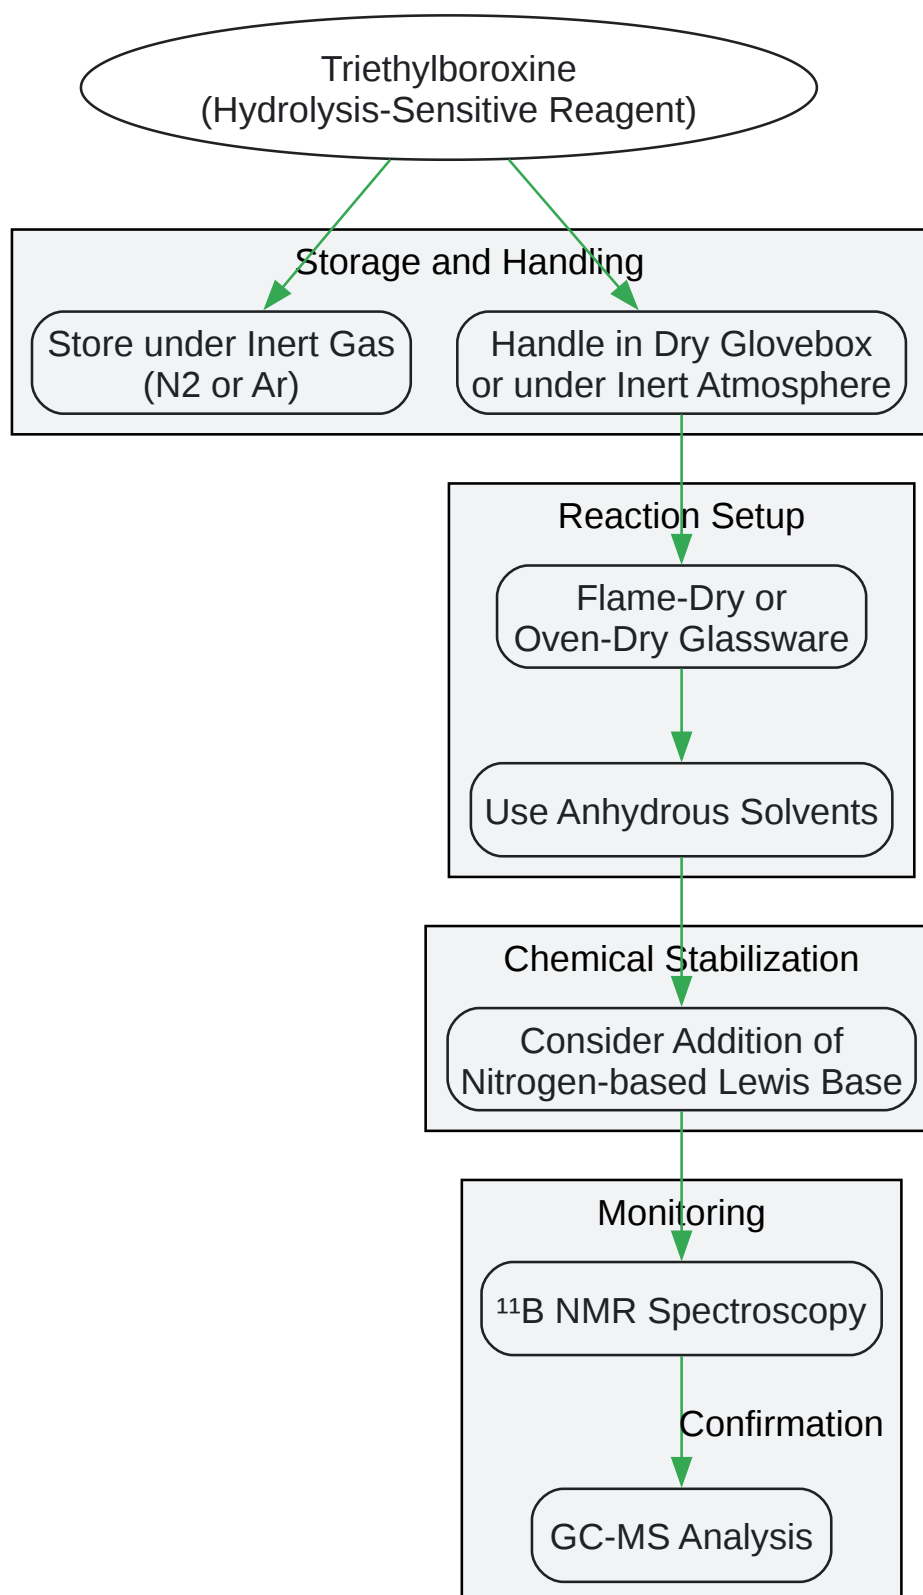 Triethylboroxine
(Hydrolysis-Sensitive Reagent)
Storage and Handling
Store under Inert Gas
(N2 or Ar)
Handle in Dry Glovebox
or under Inert Atmosphere
Reaction Setup
Flame-Dry or
Oven-Dry Glassware
Use Anhydrous Solvents
Chemical Stabilization
Consider Addition of
Nitrogen-based Lewis Base
Monitoring
¹¹B NMR Spectroscopy
Confirmation
GC-MS Analysis